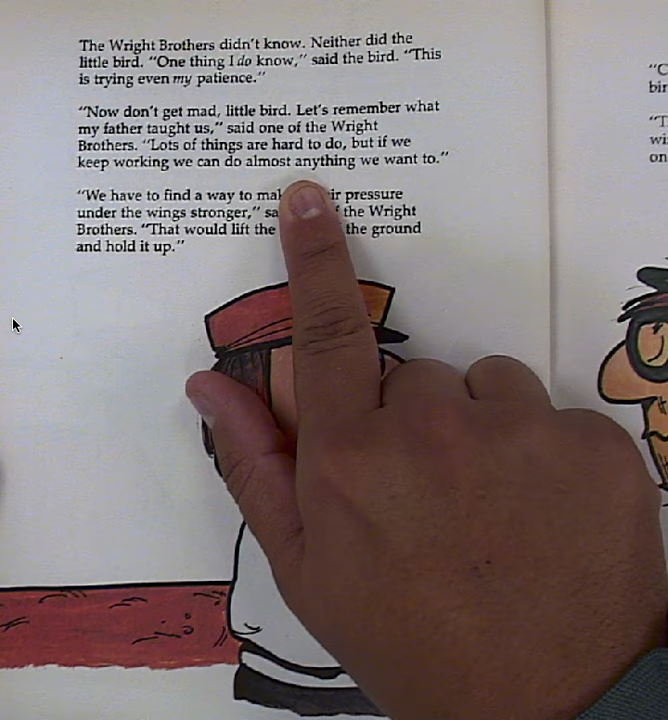 The Wright Brothers didn't know. Neither did the
little bird. "One thing I do know," said the bird. "This
is trying even my patience."
"Now don't get mad, little bird. Let's remember what
my father taught us," said one of the Wright
Brothers. "Lots of things are hard to do, but if we
keep working we can do almost anything we want to."
"We have to find a way to pressure
under the wings stronger," the Wright
Brothers. "That would lift the the ground
and hold it up."